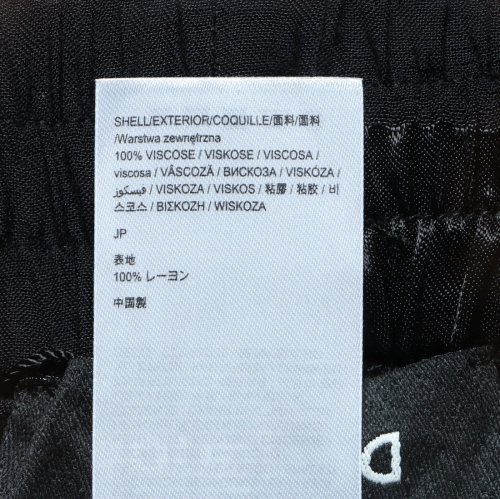 SHELL/EXTERIOR/COQUILLE/面料/面料
/Warstwa zewnętrzna
100% VISCOSE / VISKOSE / VISCOSA /
viscosa / VÂSCOZĂ / ВИСКОЗА / VISKÓZA /
فيسكوز / VISKOZA / VISKOS / 粘膠 / 粘胶 / 비
스코스 / ΒΙΣΚΟΖΗ / WISKOZA
JP
表地
100% レーヨン
中国製